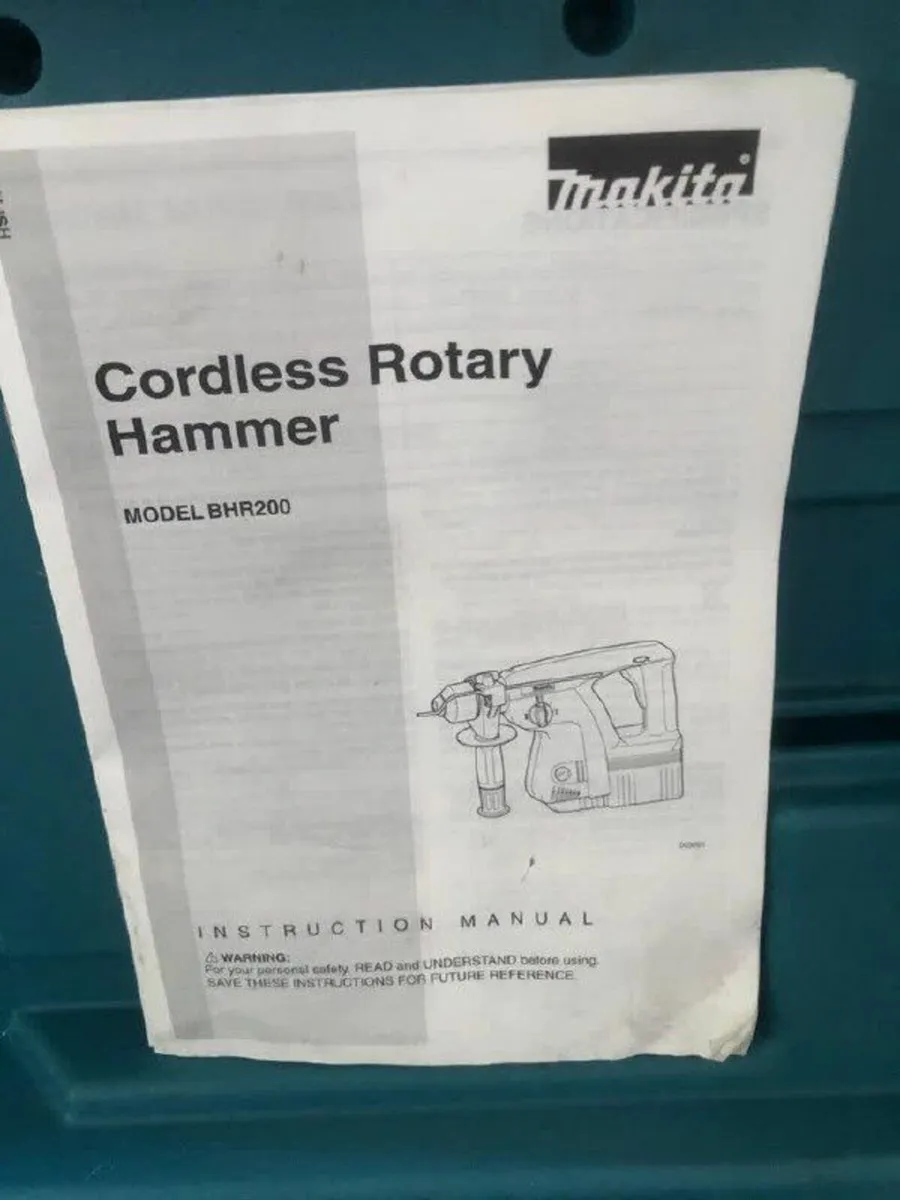 makita®
Cordless Rotary
Hammer
MODEL BHR200
INSTRUCTION MANUAL
⚠ WARNING:
For your personal safety, READ and UNDERSTAND before using.
SAVE THESE INSTRUCTIONS FOR FUTURE REFERENCE.